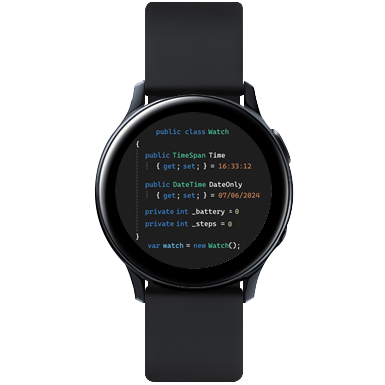 public class Watch
{
public TimeSpan Time
{ get; set; } = 16:33:12
public DateTime DateOnly
{ get; set; } = 07/06/2024
private int _battery = 0
private int _steps = 0
}
var watch = new Watch();